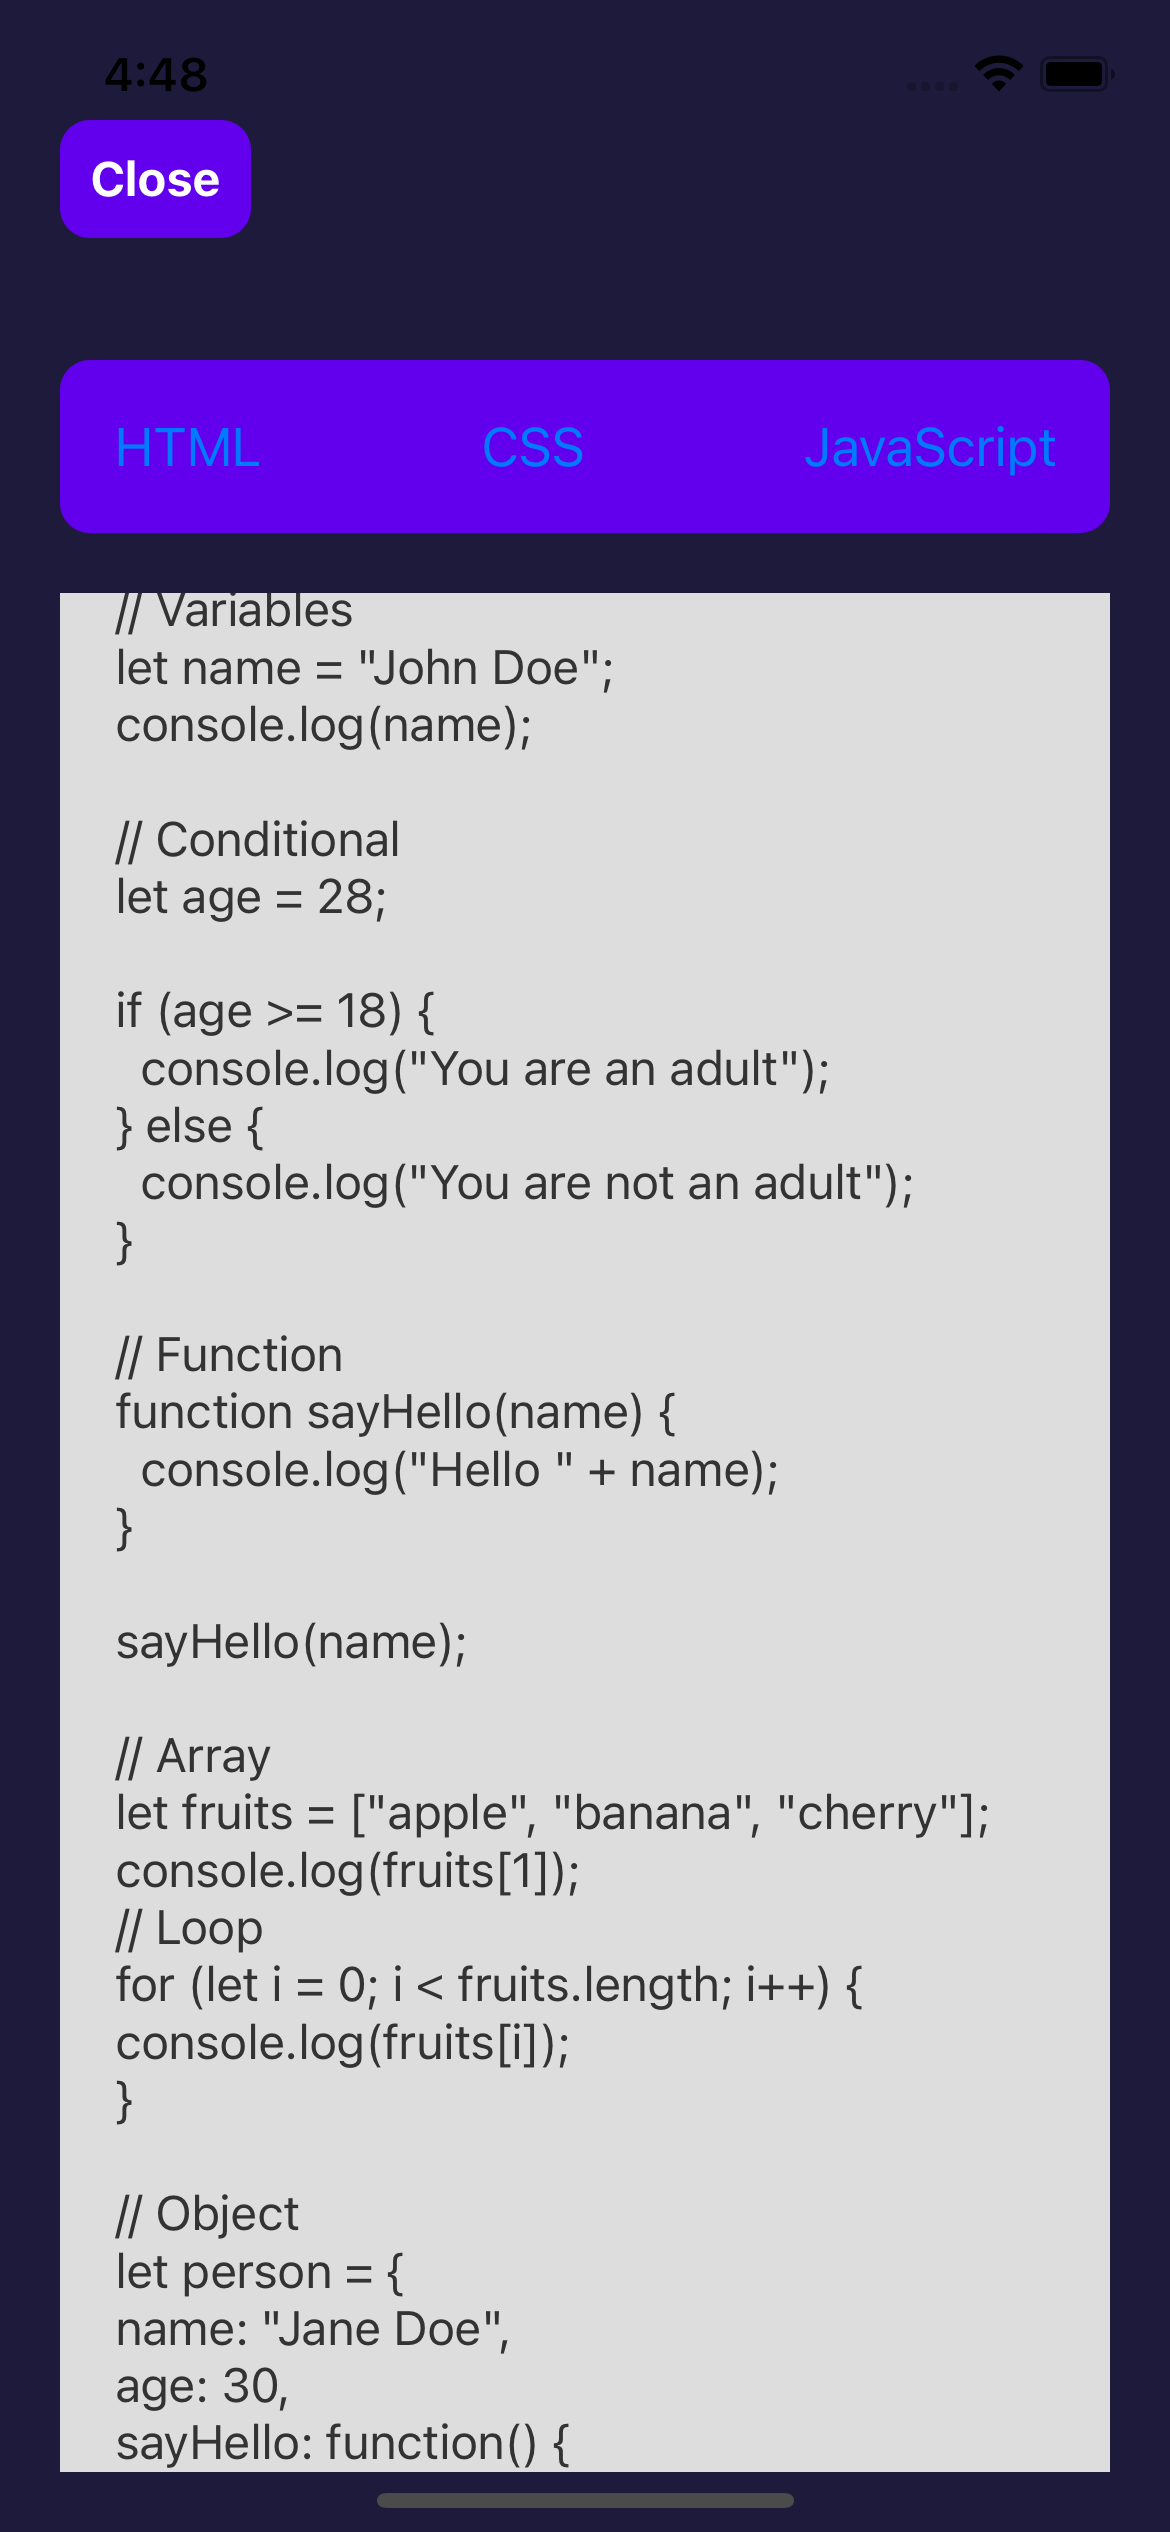 4:48
Close
HTML CSS JavaScript
// Variables
let name = "John Doe";
console.log(name);
// Conditional
let age = 28;
if (age >= 18) {
  console.log("You are an adult");
} else {
  console.log("You are not an adult");
}
// Function
function sayHello(name) {
  console.log("Hello " + name);
}
sayHello(name);
// Array
let fruits = ["apple", "banana", "cherry"];
console.log(fruits[1]);
// Loop
for (let i = 0; i < fruits.length; i++) {
console.log(fruits[i]);
}
// Object
let person = {
name: "Jane Doe",
age: 30,
sayHello: function() {